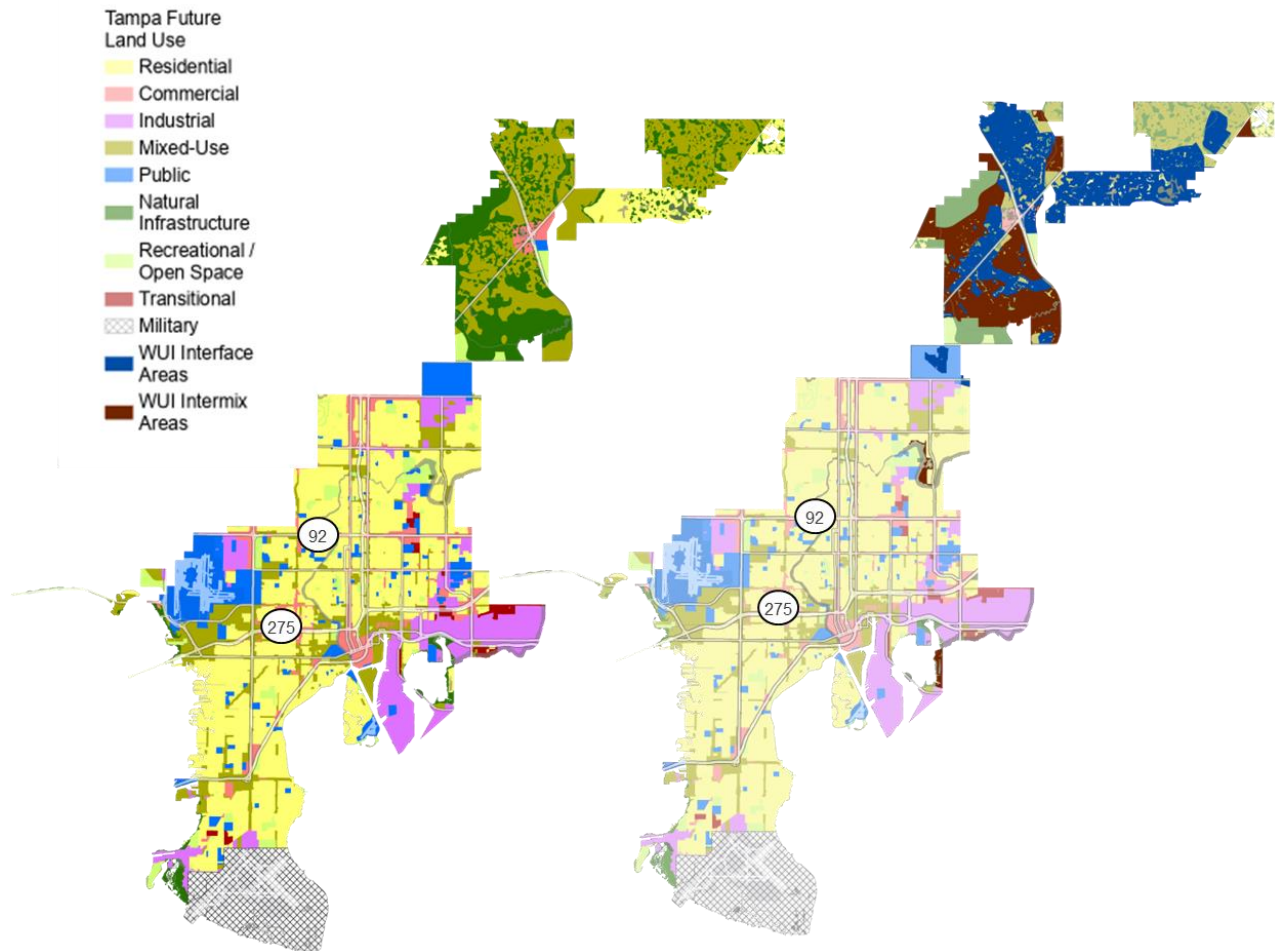 Tampa Future
Land Use
Residential
Commercial
Industrial
Mixed-Use
Public
Natural
Infrastructure
Recreational /
Open Space
Transitional
Military
WUI Interface
Areas
WUI Intermix
Areas
92
92
275
275